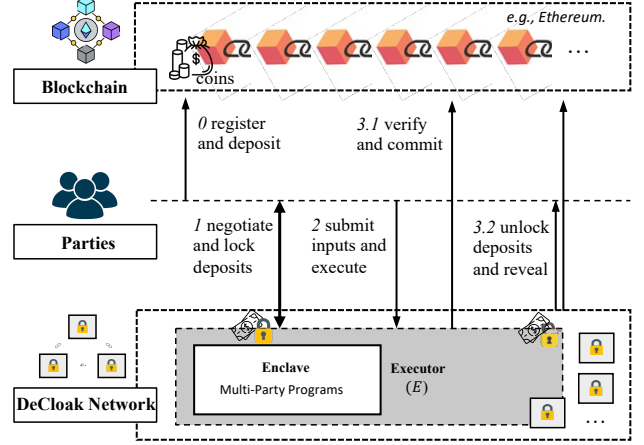 e.g., Ethereum.
...
$
coins
Blockchain
0 register
and deposit
3.1 verify
and commit
Parties
1 negotiate
and lock
deposits
2 submit
inputs and
execute
3.2 unlock
deposits
and reveal
Enclave
Multi-Party Programs
Executor
(E)
DeCloak Network
...